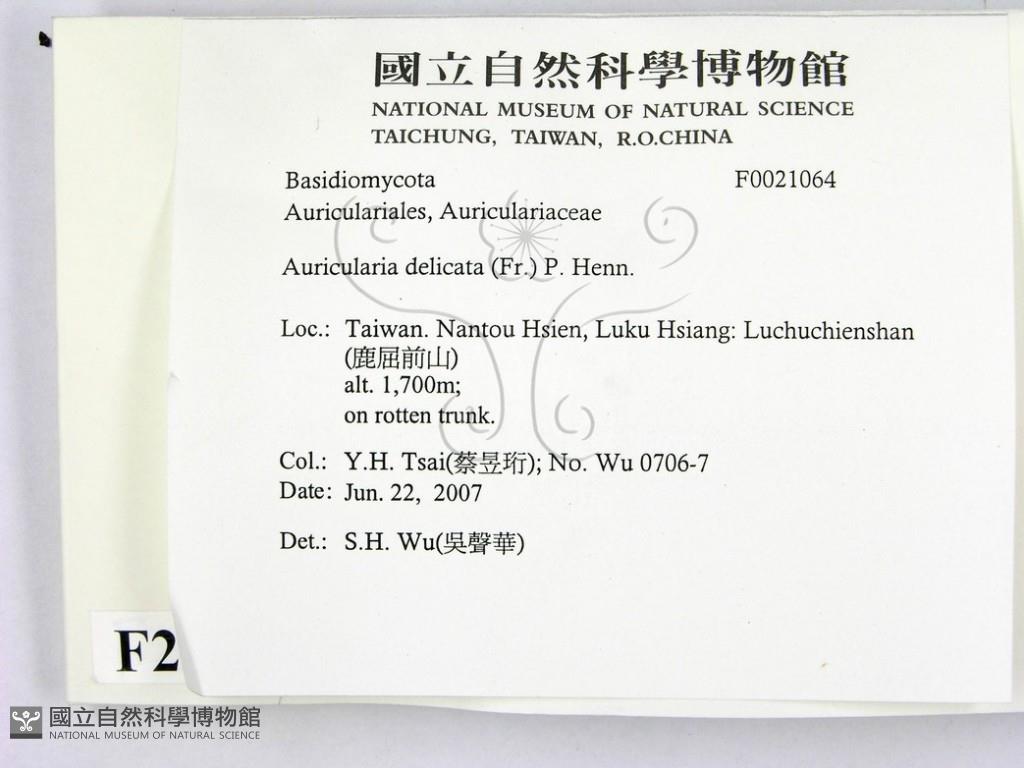 國立自然科學博物館
NATIONAL MUSEUM OF NATURAL SCIENCE
TAICHUNG, TAIWAN, R.O.CHINA
Basidiomycota F0021064
Auriculariales, Auriculariaceae
Auricularia delicata (Fr.) P. Henn.
Loc.: Taiwan. Nantou Hsien, Luku Hsiang: Luchuchienshan
(鹿屈前山)
alt. 1,700m;
on rotten trunk.
Col.: Y.H. Tsai(蔡昱珩); No. Wu 0706-7
Date: Jun. 22, 2007
Det.: S.H. Wu(吳聲華)
F2
國立自然科學博物館
NATIONAL MUSEUM OF NATURAL SCIENCE